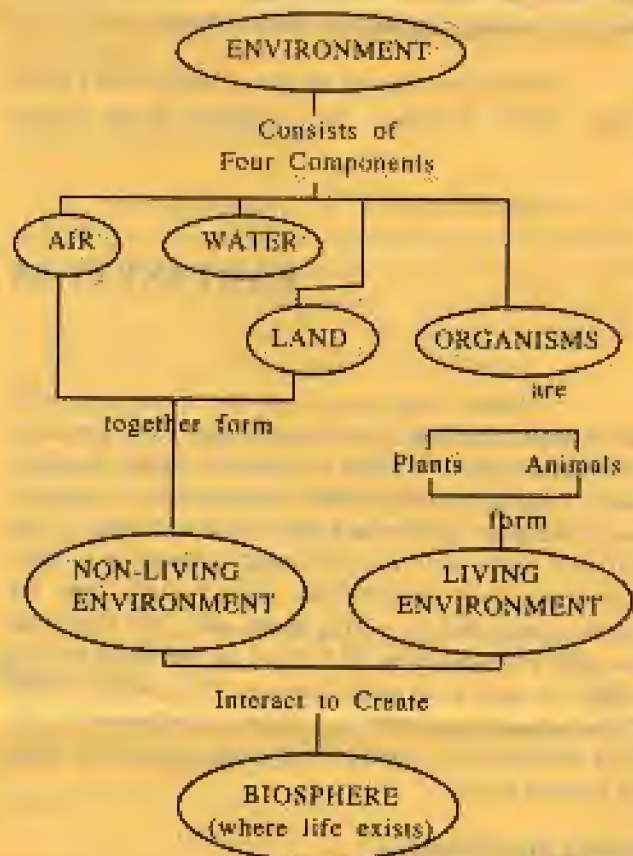 ENVIRONMENT
Consists of
Four Components
AIR
WATER
LAND
ORGANISMS
are
together form
Plants Animals
form
NON-LIVING
ENVIRONMENT
LIVING
ENVIRONMENT
Interact to Create
BIOSPHERE
(where life exists)